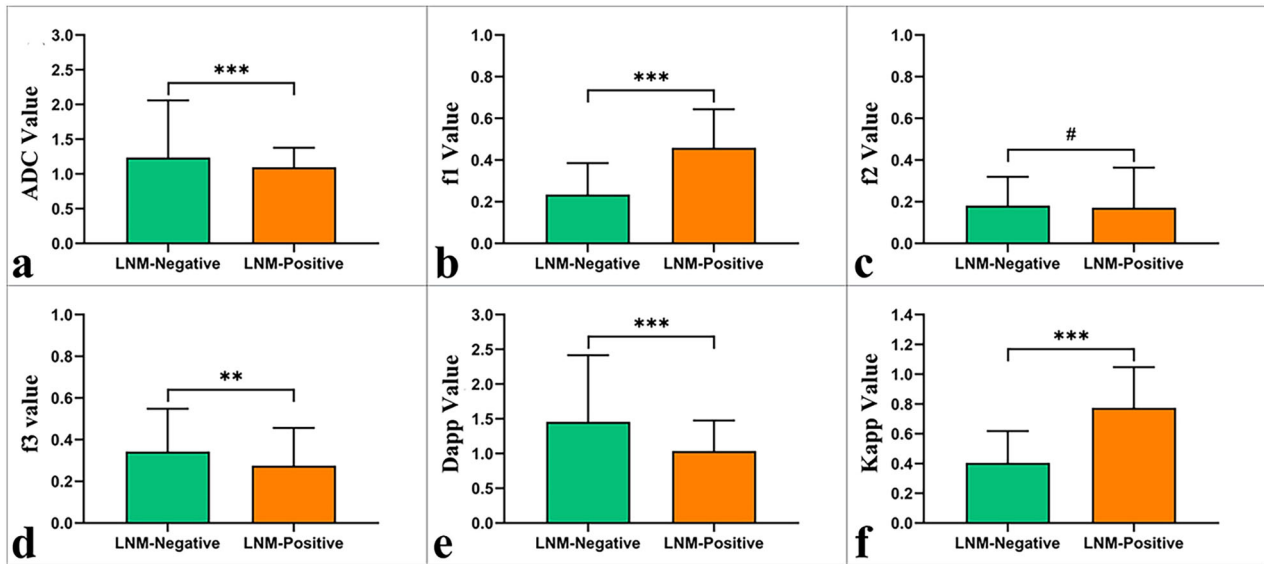 ADC Value
3.0
2.5
2.0
1.5
1.0
0.5
0.0
***
LNM-Negative LNM-Positive
a
f1 Value
1.0
0.8
0.6
0.4
0.2
0.0
***
LNM-Negative LNM-Positive
b
f2 Value
1.0
0.8
0.6
0.4
0.2
0.0
#
LNM-Negative LNM-Positive
c
f3 value
1.0
0.8
0.6
0.4
0.2
0.0
**
LNM-Negative LNM-Positive
d
Dapp Value
3.0
2.5
2.0
1.5
1.0
0.5
0.0
***
LNM-Negative LNM-Positive
e
Kapp Value
1.4
1.2
1.0
0.8
0.6
0.4
0.2
0.0
***
LNM-Negative LNM-Positive
f